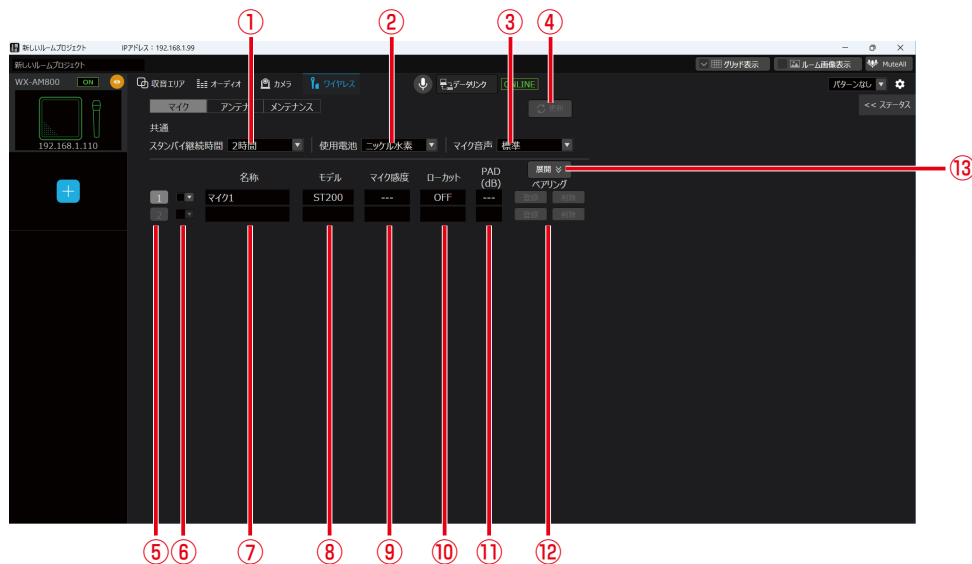 ① ② ③ ④
新しいルームプロジェクト IPアドレス：192.168.1.99
新しいルームプロジェクト グリッド表示 ルーム画像表示 MuteAll
WX-AM800 ON 収音エリア オーディオ カメラ ワイヤレス データリンク ONLINE パターンなし
マイク アンテナ メンテナンス 更新 << ステータス
共通
192.168.1.110 スタンバイ継続時間 2時間 使用電池 ニッケル水素 マイク音声 標準
展開 ⑬
名称 モデル マイク感度 ローカット PAD (dB) ペアリング
1 マイク1 ST200 --- OFF --- 登録 削除
2 登録 削除
⑤ ⑥ ⑦ ⑧ ⑨ ⑩ ⑪ ⑫